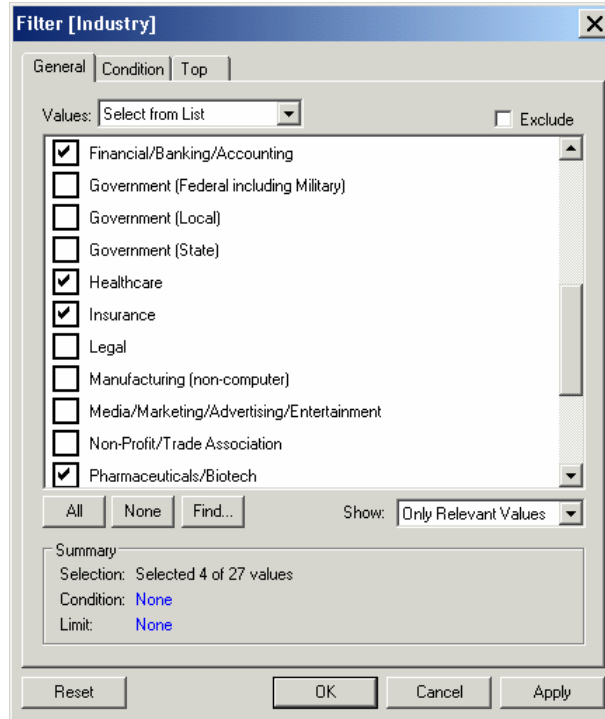 Filter [Industry]
General Condition Top
Values: Select from List Exclude
Financial/Banking/Accounting
Government (Federal including Military)
Government (Local)
Government (State)
Healthcare
Insurance
Legal
Manufacturing (non-computer)
Media/Marketing/Advertising/Entertainment
Non-Profit/Trade Association
Pharmaceuticals/Biotech
All None Find... Show: Only Relevant Values
Summary
Selection: Selected 4 of 27 values
Condition: None
Limit: None
Reset OK Cancel Apply